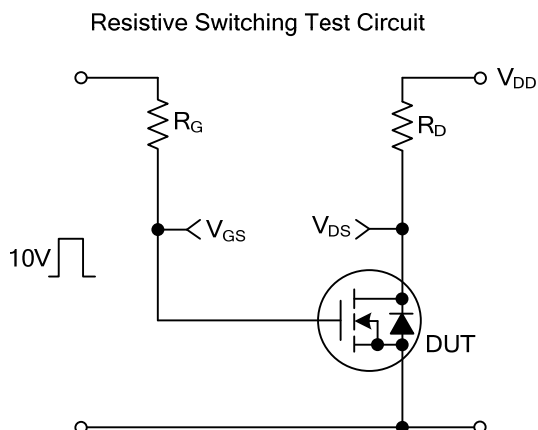 Resistive Switching Test Circuit
VDD
RG
RD
VGS
VDS
10V
DUT